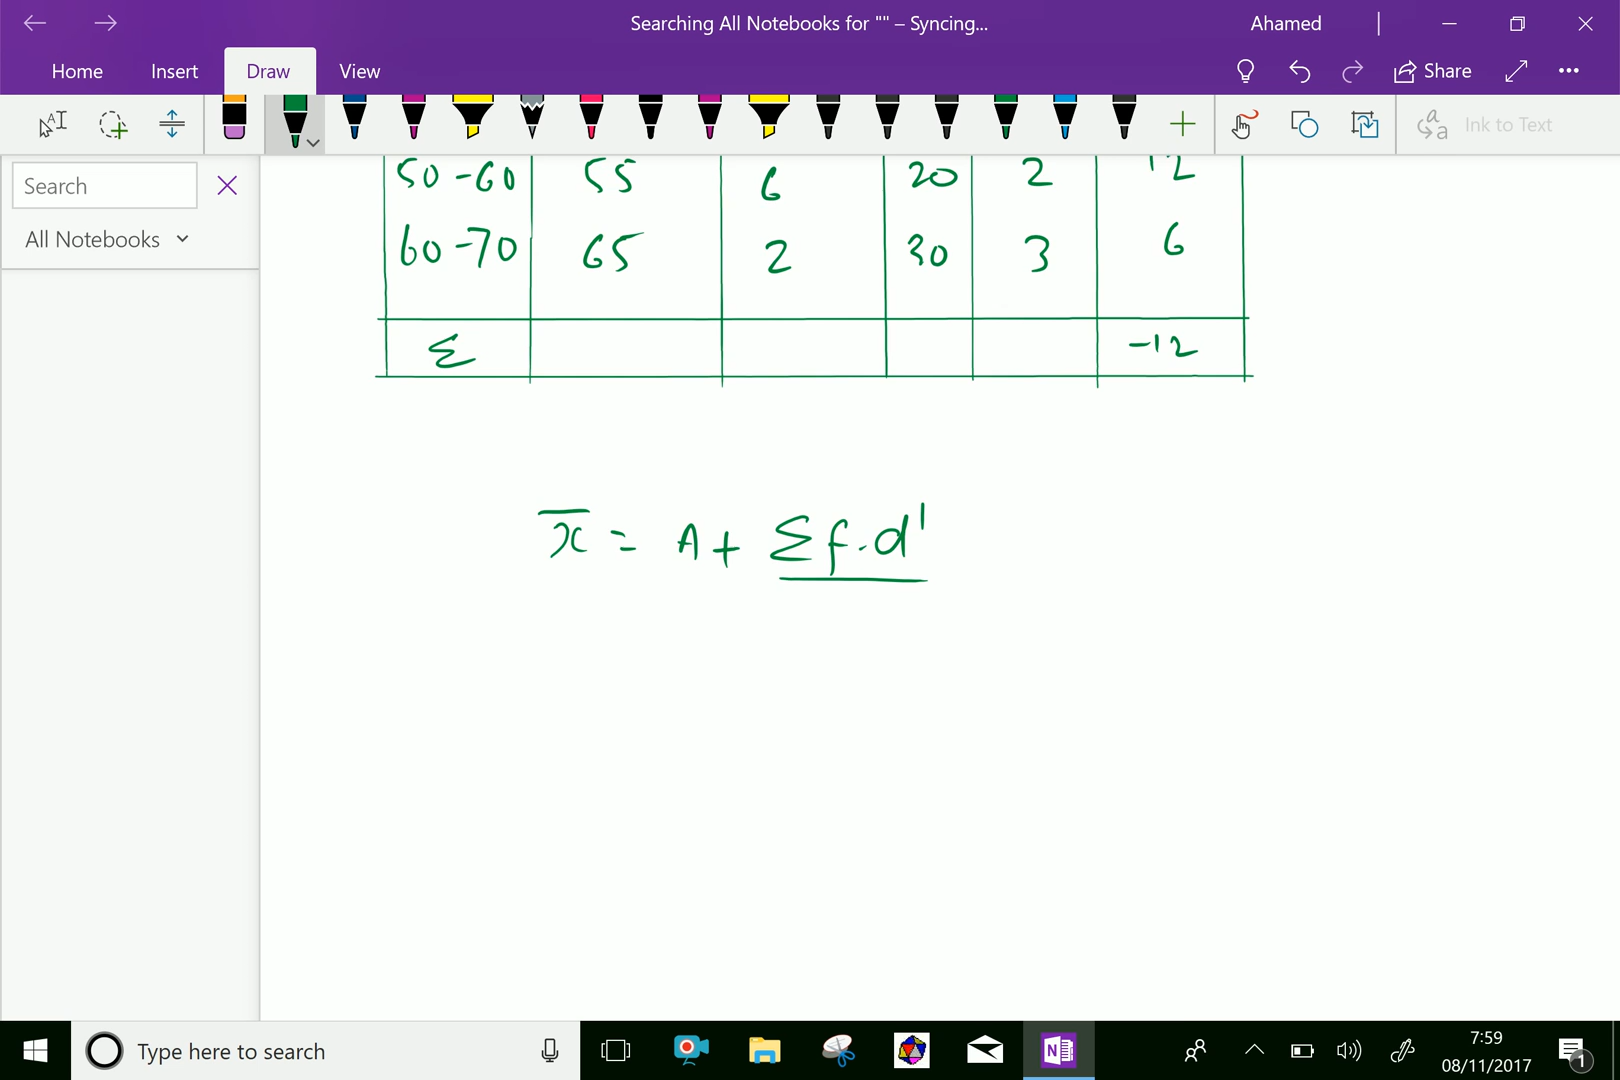 Searching All Notebooks for "" – Syncing...
Ahamed
Home Insert Draw View
Share
Ink to Text
Search
All Notebooks
50-60 55 6 20 2 12
60-70 65 2 30 3 6
Σ -12
x̄ = A + Σf.d'
Type here to search
7:59
08/11/2017
1